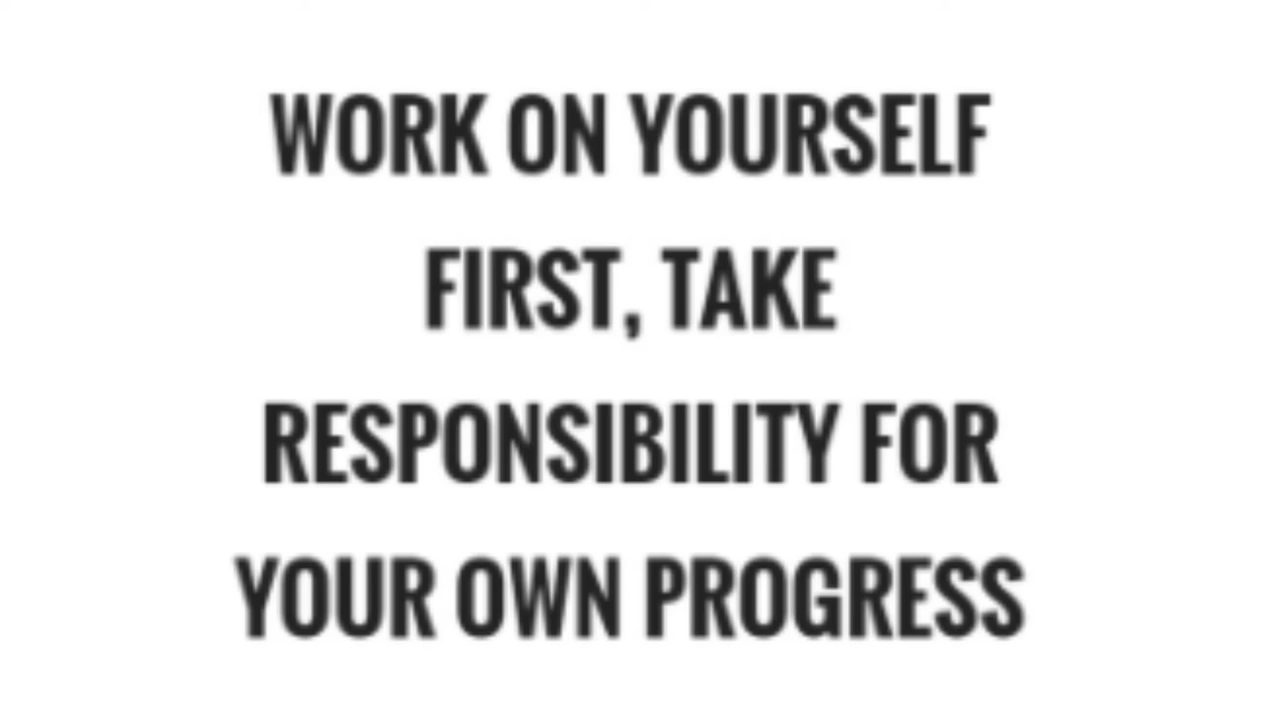 WORK ON YOURSELF
FIRST, TAKE
RESPONSIBILITY FOR
YOUR OWN PROGRESS